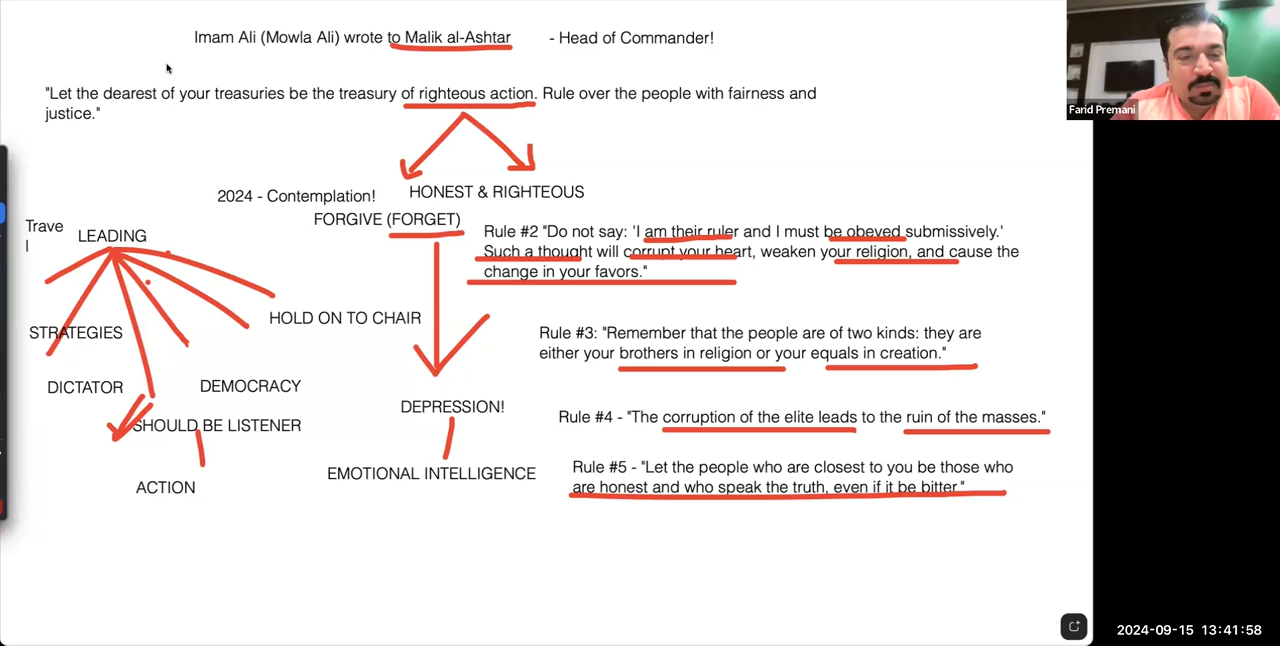 Imam Ali (Mowla Ali) wrote to Malik al-Ashtar - Head of Commander!
Farid Premani
"Let the dearest of your treasuries be the treasury of righteous action. Rule over the people with fairness and
justice."
2024 - Contemplation!
HONEST & RIGHTEOUS
FORGIVE (FORGET)
Trave
l
LEADING
Rule #2 "Do not say: 'I am their ruler and I must be obeyed submissively.'
Such a thought will corrupt your heart, weaken your religion, and cause the
change in your favors."
HOLD ON TO CHAIR
STRATEGIES
Rule #3: "Remember that the people are of two kinds: they are
either your brothers in religion or your equals in creation."
DICTATOR
DEMOCRACY
DEPRESSION!
SHOULD BE LISTENER
Rule #4 - "The corruption of the elite leads to the ruin of the masses."
EMOTIONAL INTELLIGENCE
ACTION
Rule #5 - "Let the people who are closest to you be those who
are honest and who speak the truth, even if it be bitter."
2024-09-15 13:41:58